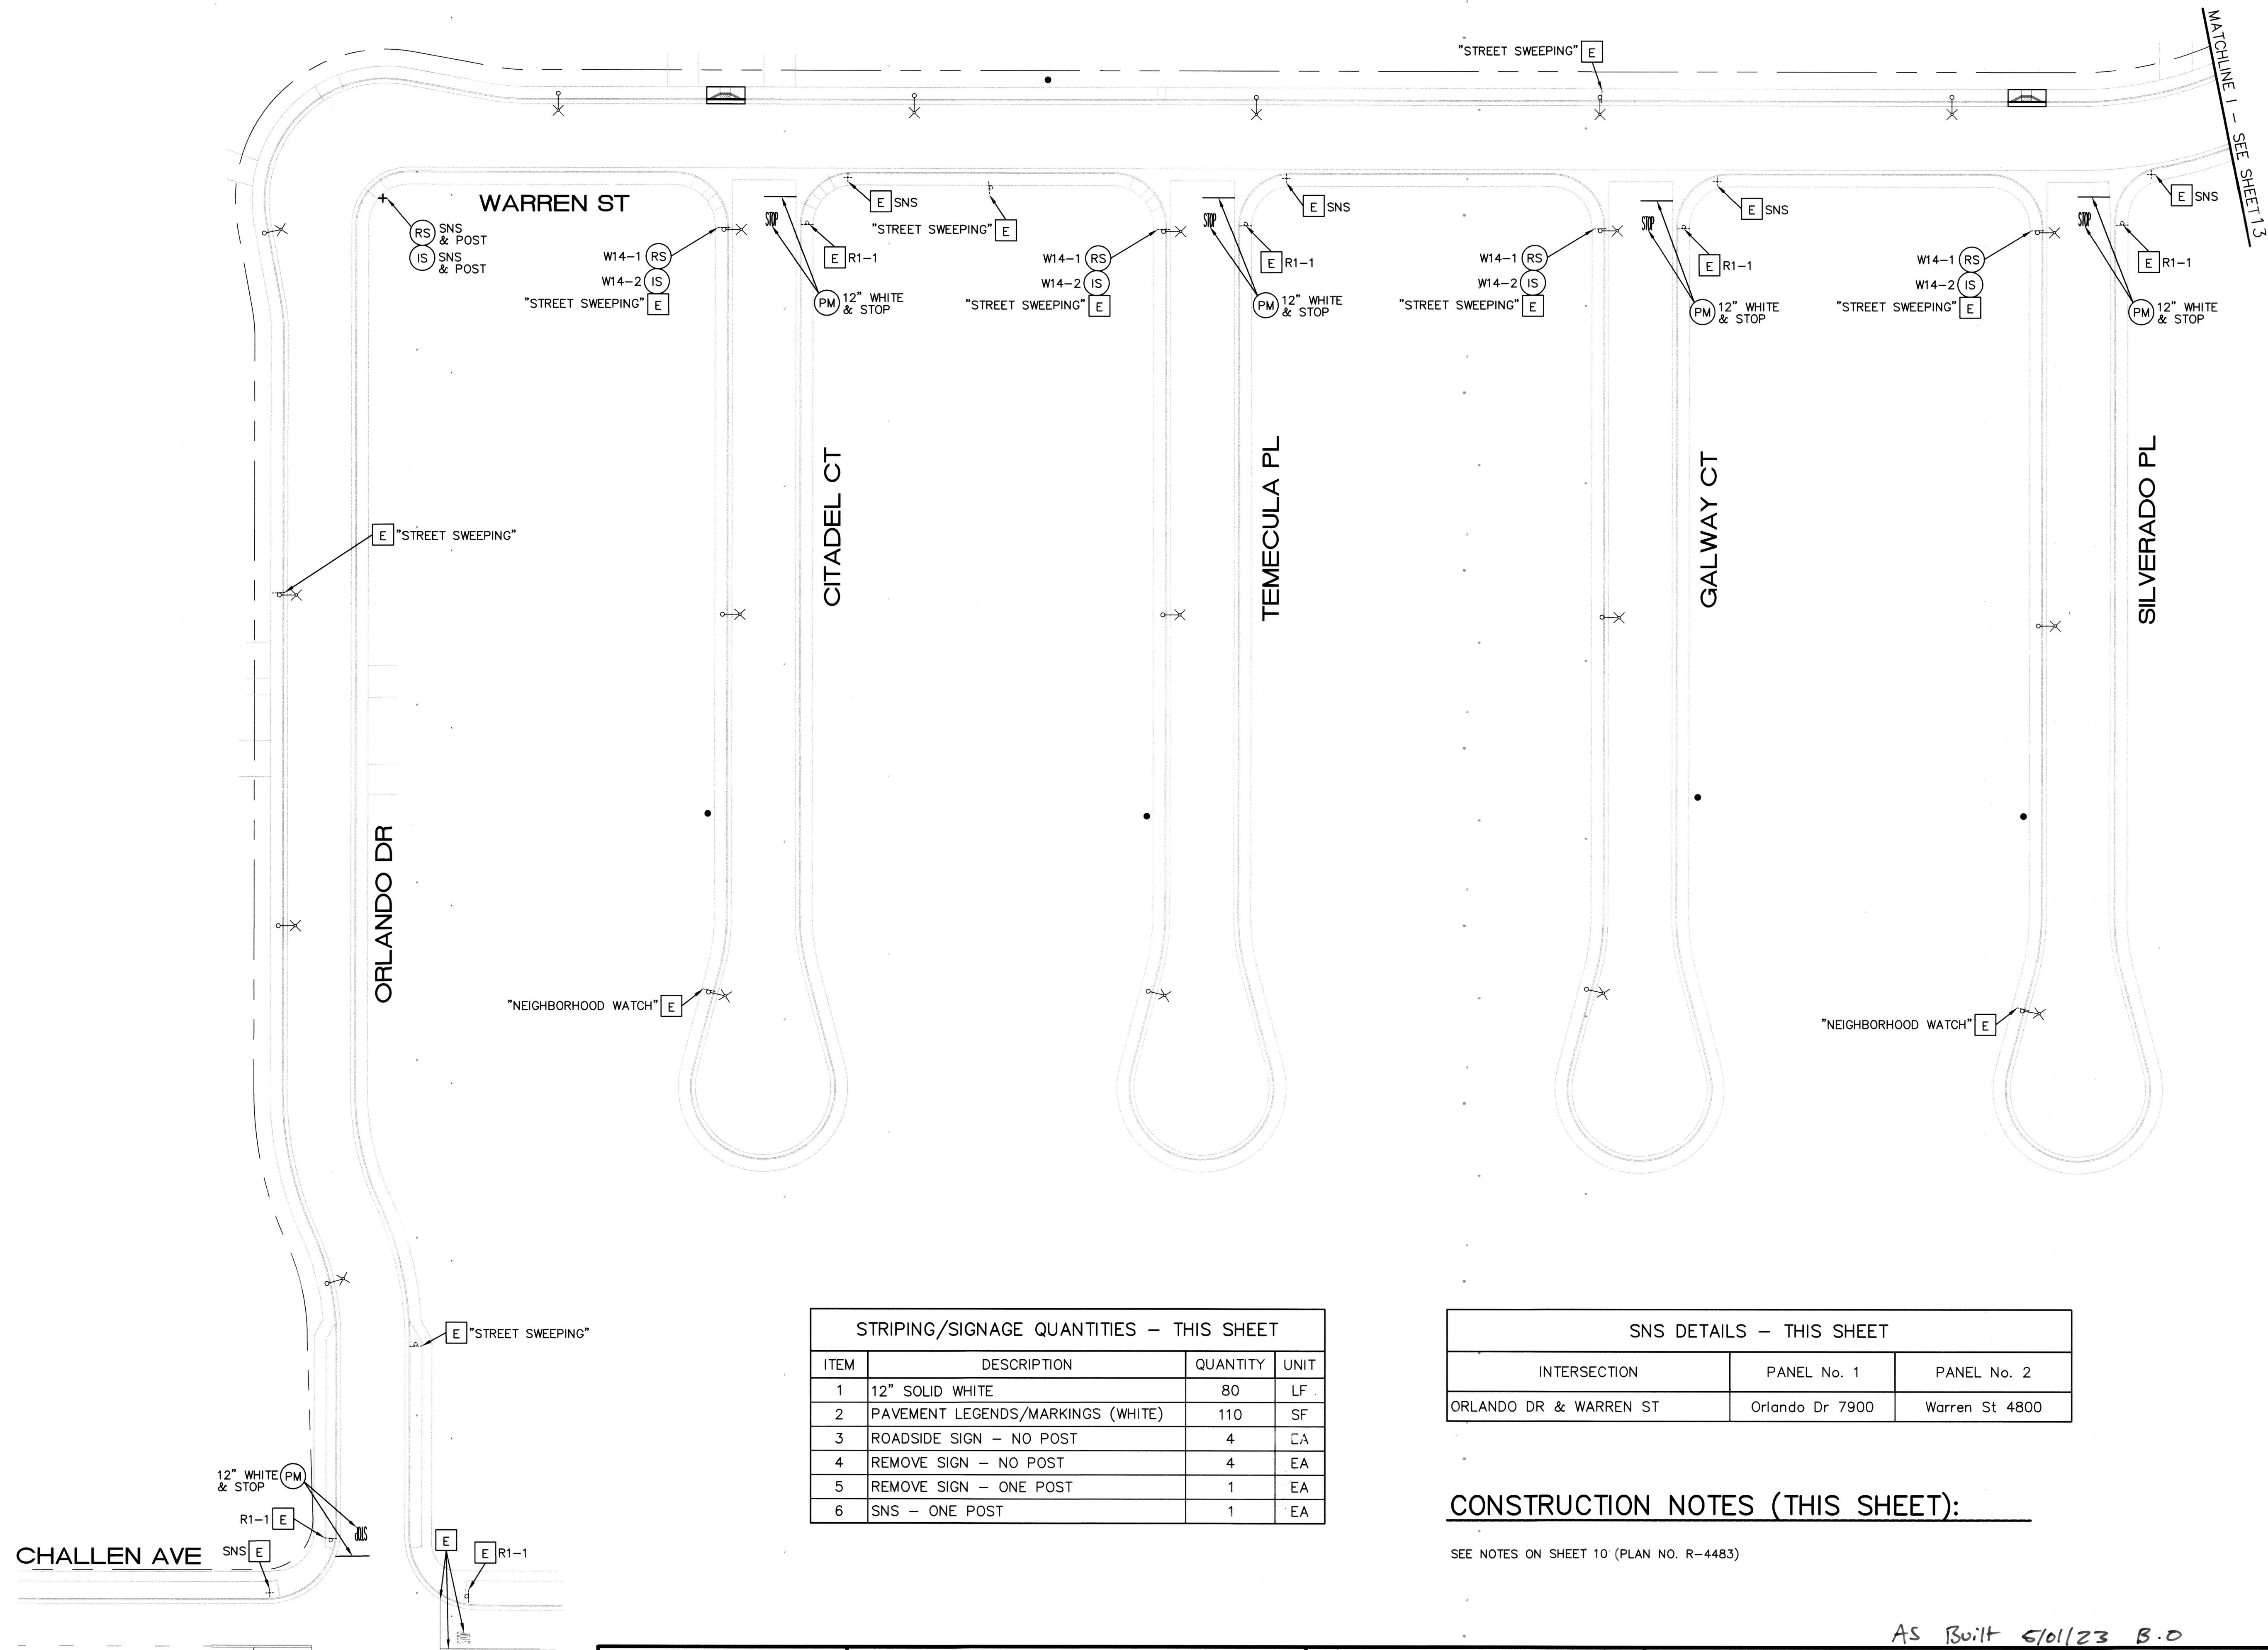 "STREET SWEEPING" E
MATCHLINE 1 - SEE SHEET 13
WARREN ST
RS SNS
& POST
IS SNS
& POST
W14-1 RS
W14-2 IS
"STREET SWEEPING" E
STOP
E SNS
"STREET SWEEPING" E
E R1-1
PM 12" WHITE
& STOP
W14-1 RS
W14-2 IS
"STREET SWEEPING" E
STOP
E SNS
E R1-1
PM 12" WHITE
& STOP
W14-1 RS
W14-2 IS
"STREET SWEEPING" E
STOP
E SNS
E R1-1
PM 12" WHITE
& STOP
W14-1 RS
W14-2 IS
"STREET SWEEPING" E
STOP
E SNS
E R1-1
PM 12" WHITE
& STOP
E "STREET SWEEPING"
CITADEL CT
TEMECULA PL
GALWAY CT
SILVERADO PL
ORLANDO DR
"NEIGHBORHOOD WATCH" E
"NEIGHBORHOOD WATCH" E
E "STREET SWEEPING"
12" WHITE PM
& STOP
R1-1 E
STOP
CHALLEN AVE
SNS E
E
E R1-1
STRIPING/SIGNAGE QUANTITIES - THIS SHEET
ITEM DESCRIPTION QUANTITY UNIT
1 12" SOLID WHITE 80 LF
2 PAVEMENT LEGENDS/MARKINGS (WHITE) 110 SF
3 ROADSIDE SIGN - NO POST 4 EA
4 REMOVE SIGN - NO POST 4 EA
5 REMOVE SIGN - ONE POST 1 EA
6 SNS - ONE POST 1 EA
SNS DETAILS - THIS SHEET
INTERSECTION PANEL No. 1 PANEL No. 2
ORLANDO DR & WARREN ST Orlando Dr 7900 Warren St 4800
CONSTRUCTION NOTES (THIS SHEET):
SEE NOTES ON SHEET 10 (PLAN NO. R-4483)
AS Built 5/01/23 B.O